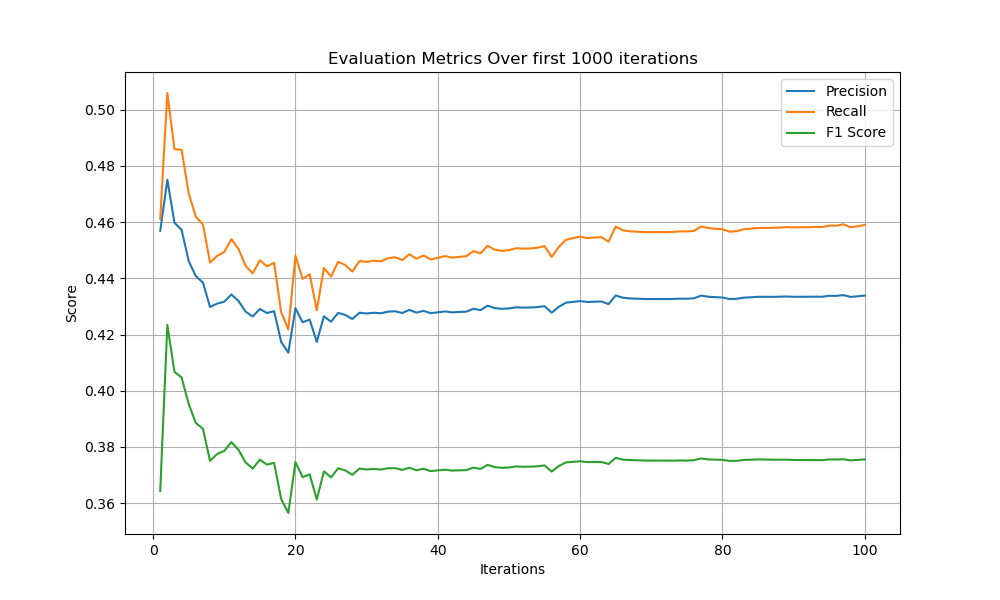 Evaluation Metrics Over first 1000 iterations
Precision
Recall
F1 Score
Score
0.50
0.48
0.46
0.44
0.42
0.40
0.38
0.36
0 20 40 60 80 100
Iterations